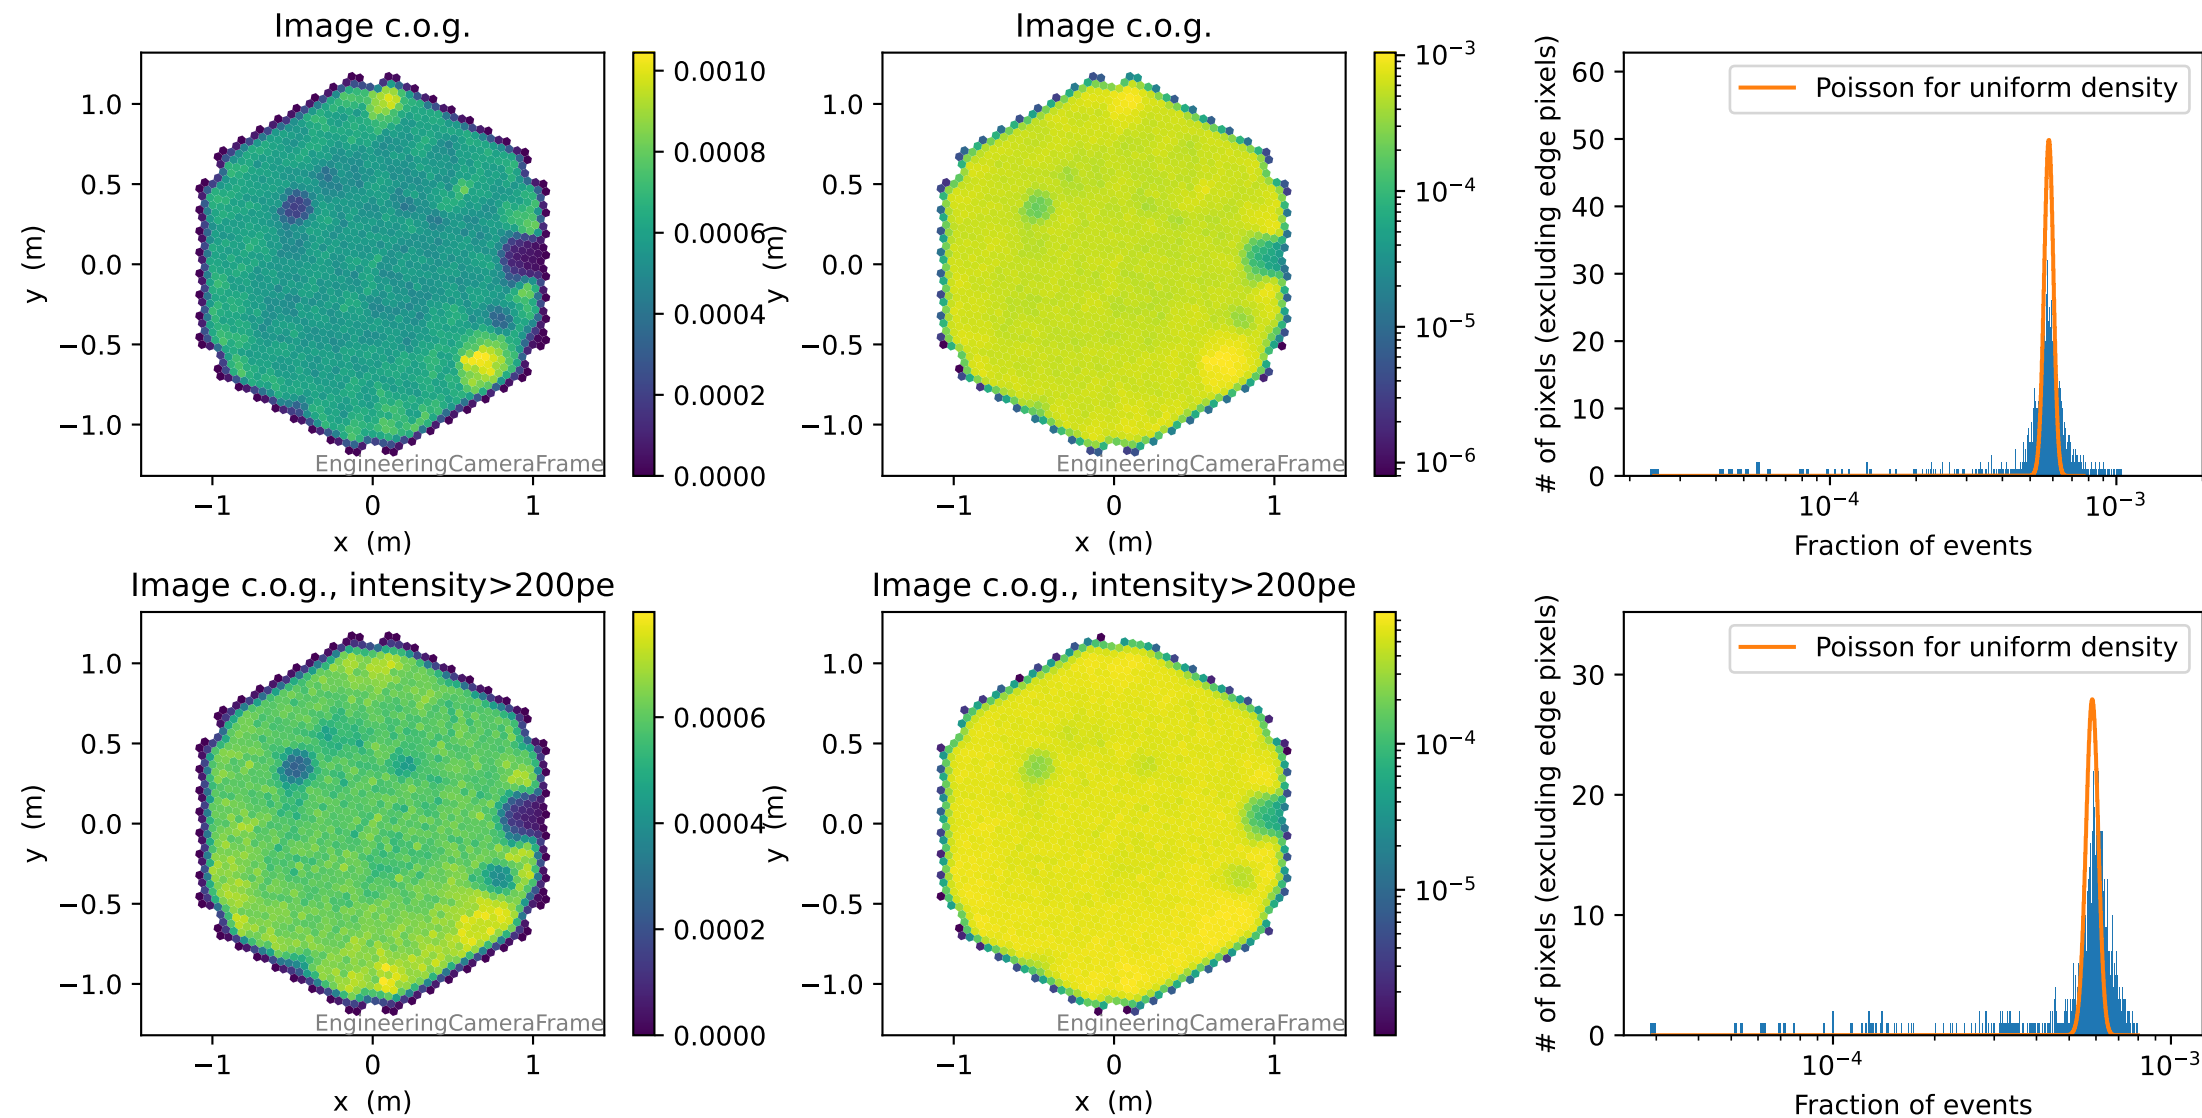 Image c.o.g.
1.0
0.5
0.0
−0.5
−1.0
y (m)
−1
0
1
x (m)
EngineeringCameraFrame
0.0010
0.0008
0.0006
0.0004
0.0002
0.0000
Image c.o.g.
1.0
0.5
0.0
−0.5
−1.0
y (m)
−1
0
1
x (m)
EngineeringCameraFrame
10−3
10−4
10−5
10−6
# of pixels (excluding edge pixels)
60
50
40
30
20
10
0
Poisson for uniform density
10−4
10−3
Fraction of events
Image c.o.g., intensity>200pe
1.0
0.5
0.0
−0.5
−1.0
y (m)
−1
0
1
x (m)
EngineeringCameraFrame
0.0006
0.0004
0.0002
0.0000
Image c.o.g., intensity>200pe
1.0
0.5
0.0
−0.5
−1.0
y (m)
−1
0
1
x (m)
EngineeringCameraFrame
10−4
10−5
# of pixels (excluding edge pixels)
30
20
10
0
Poisson for uniform density
10−4
10−3
Fraction of events